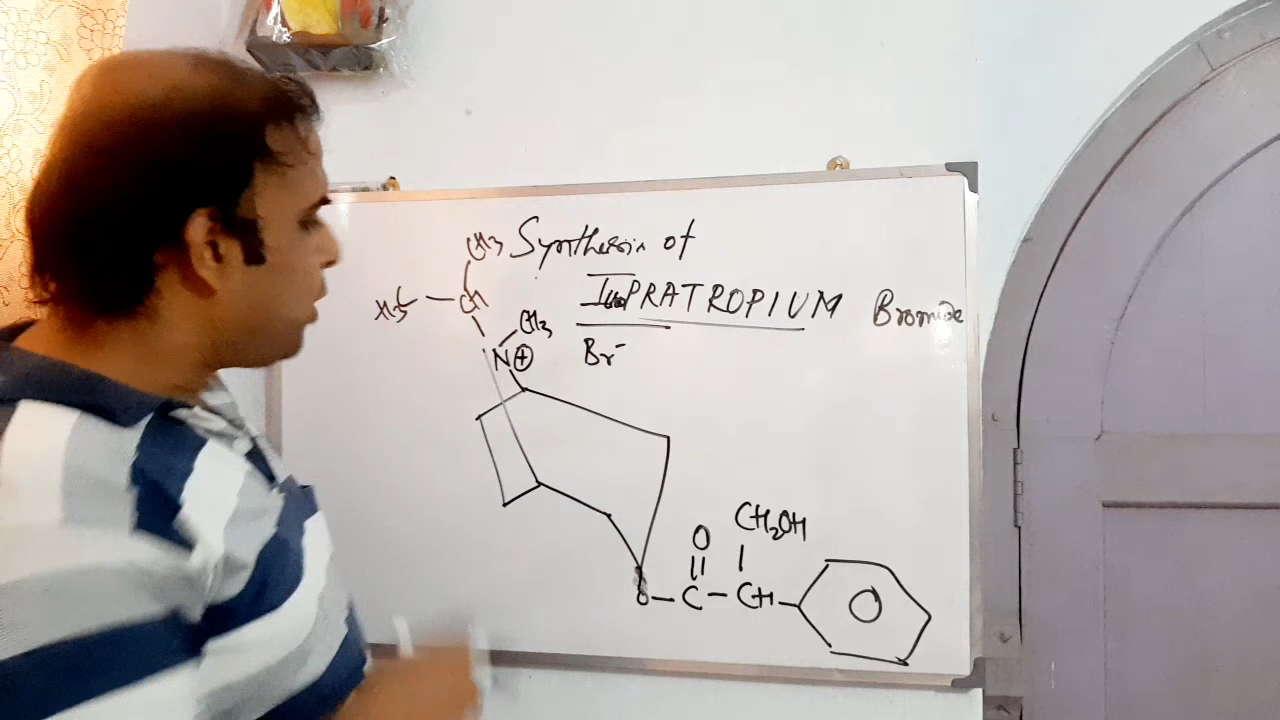 Synthesis of
IPRATROPIUM Bromide
Br⁻
CH3
H3C - CH
CH3
N⊕
CH2OH
O
O - C - CH